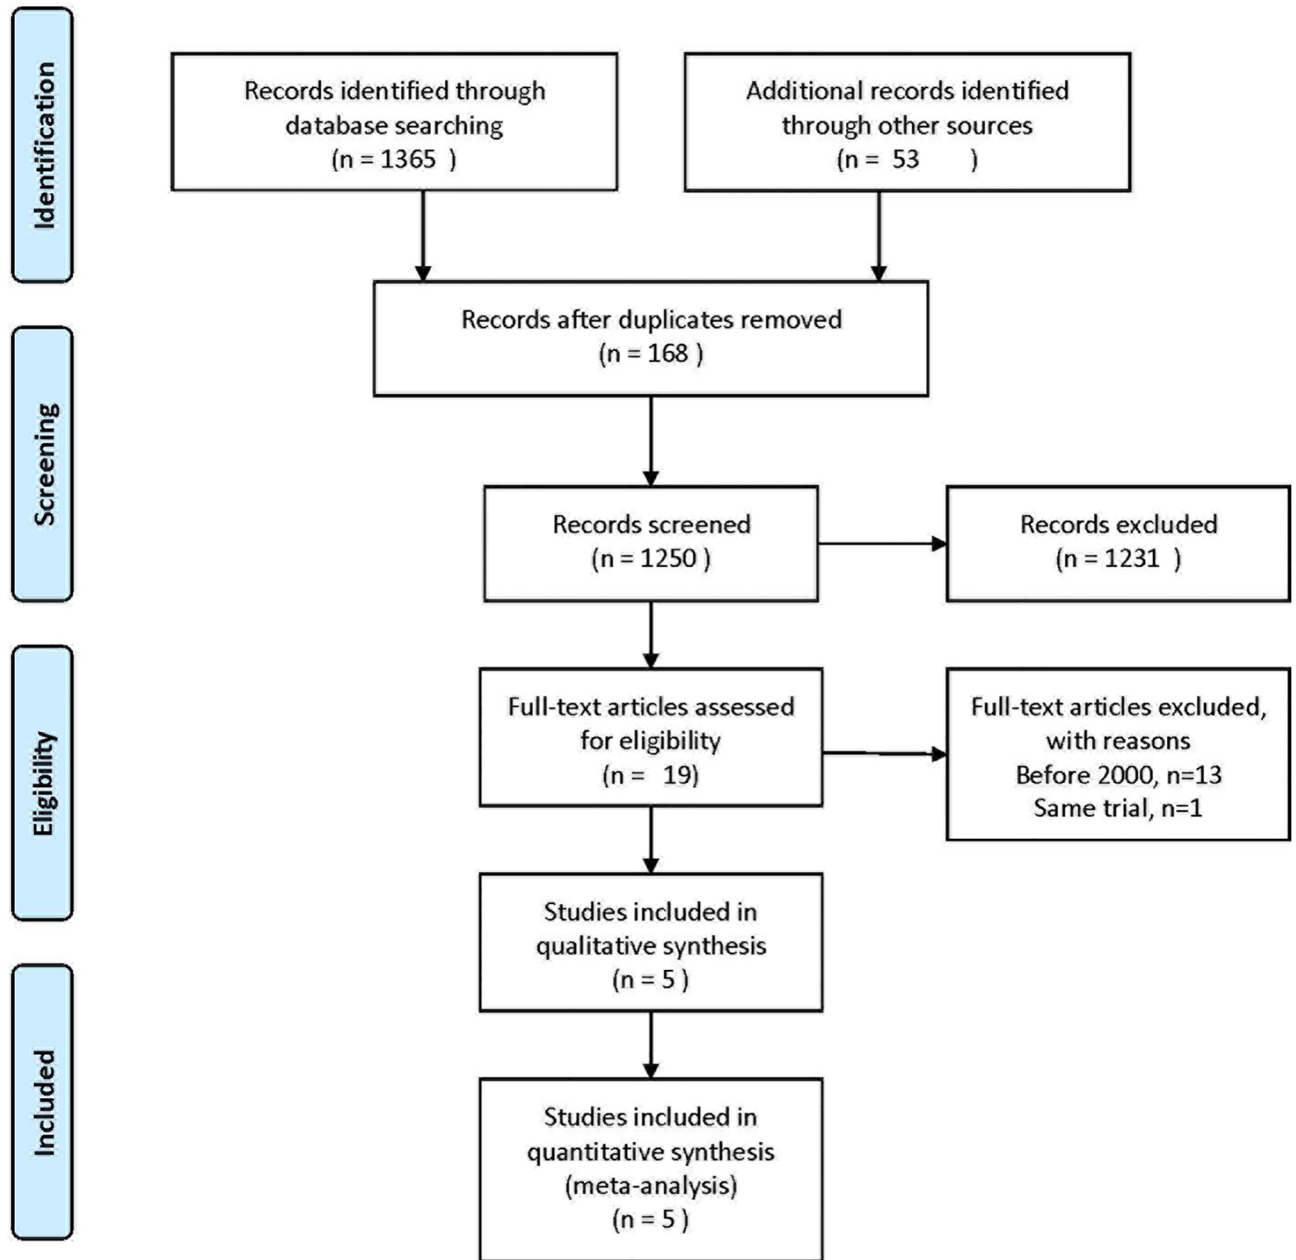 Identification
Records identified through
database searching
(n = 1365  )
Additional records identified
through other sources
(n =  53      )
Records after duplicates removed
(n = 168 )
Screening
Records screened
(n = 1250 )
Records excluded
(n = 1231  )
Eligibility
Full-text articles assessed
for eligibility
(n =   19)
Full-text articles excluded,
with reasons
Before 2000, n=13
Same trial, n=1
Studies included in
qualitative synthesis
(n = 5 )
Included
Studies included in
quantitative synthesis
(meta-analysis)
(n = 5 )